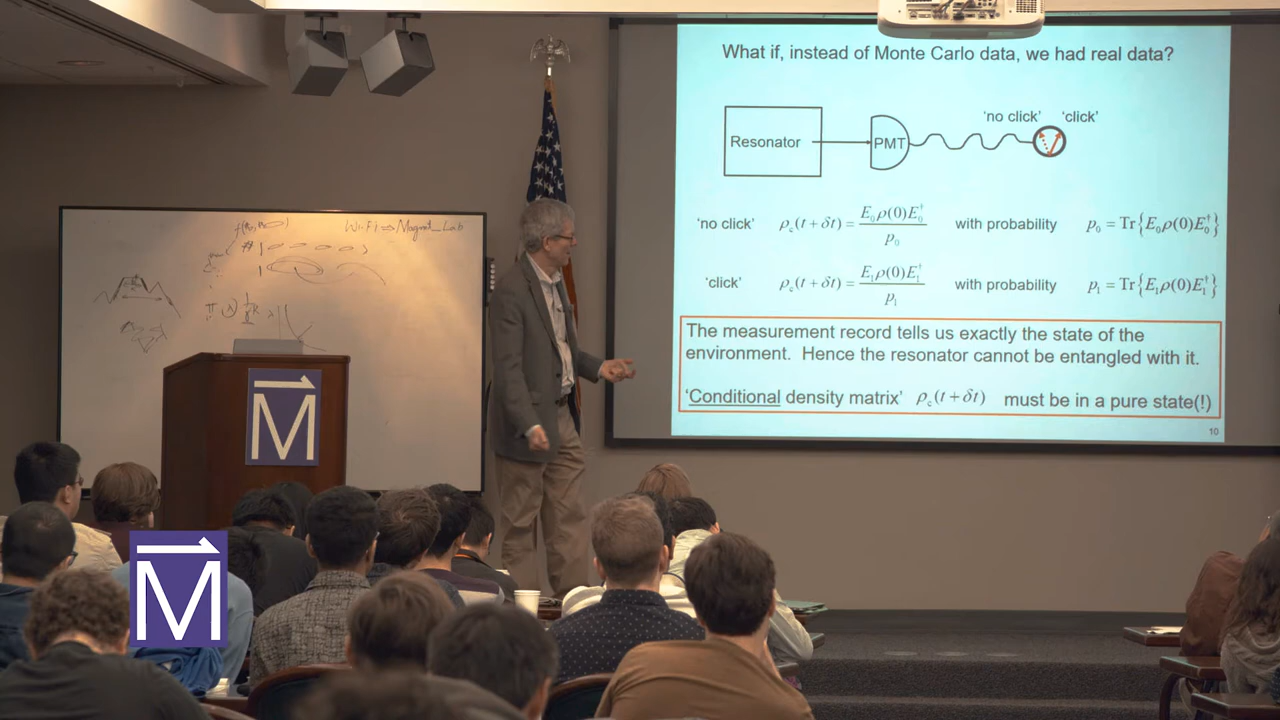 What if, instead of Monte Carlo data, we had real data?
'no click' 'click'
Resonator
PMT
'no click' ρ_c(t + δt) = E₀ρ(0)E₀† / p₀ with probability p₀ = Tr{E₀ρ(0)E₀†}
'click' ρ_c(t + δt) = E₁ρ(0)E₁† / p₁ with probability p₁ = Tr{E₁ρ(0)E₁†}
The measurement record tells us exactly the state of the
environment. Hence the resonator cannot be entangled with it.
'Conditional density matrix' ρ_c(t + δt) must be in a pure state(!)
10
WiFi ⇒ Magnet_Lab
M
M